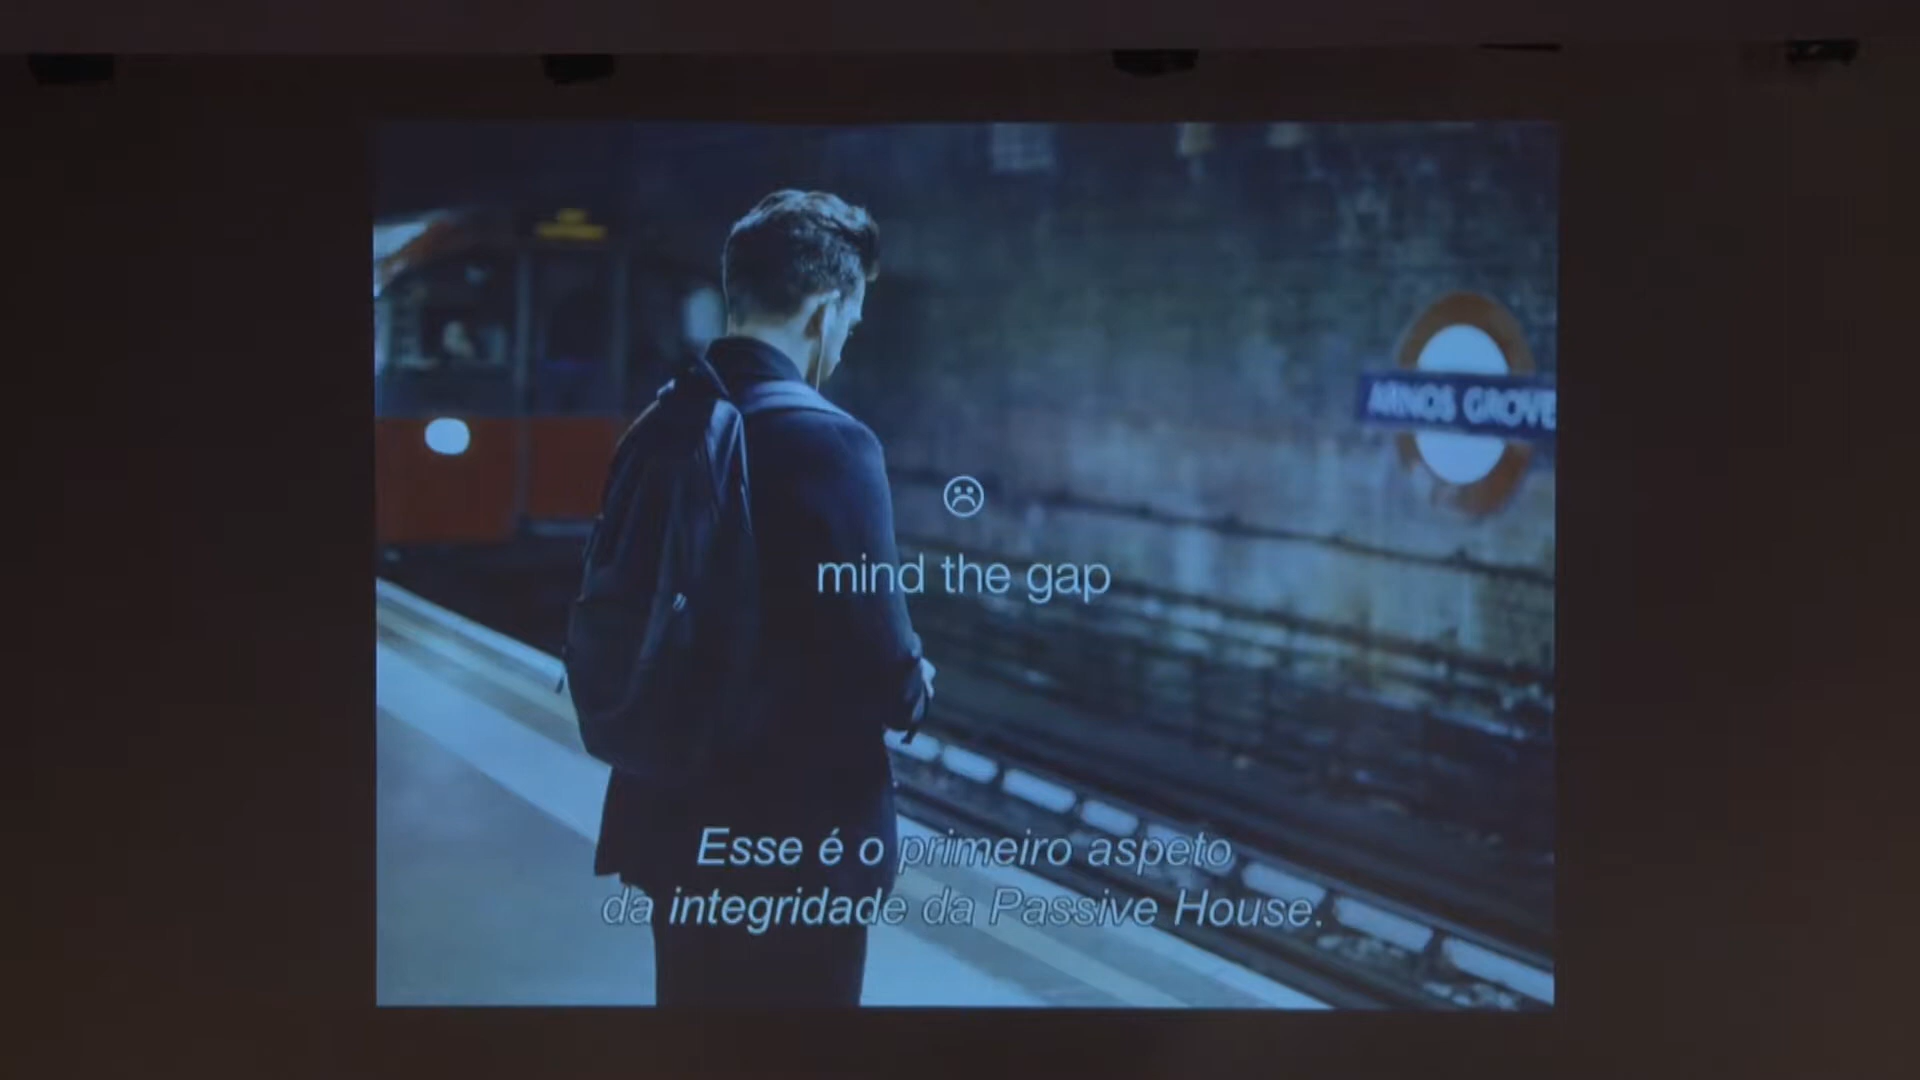 ARNOS GROVE
mind the gap
Esse é o primeiro aspeto
da integridade da Passive House.